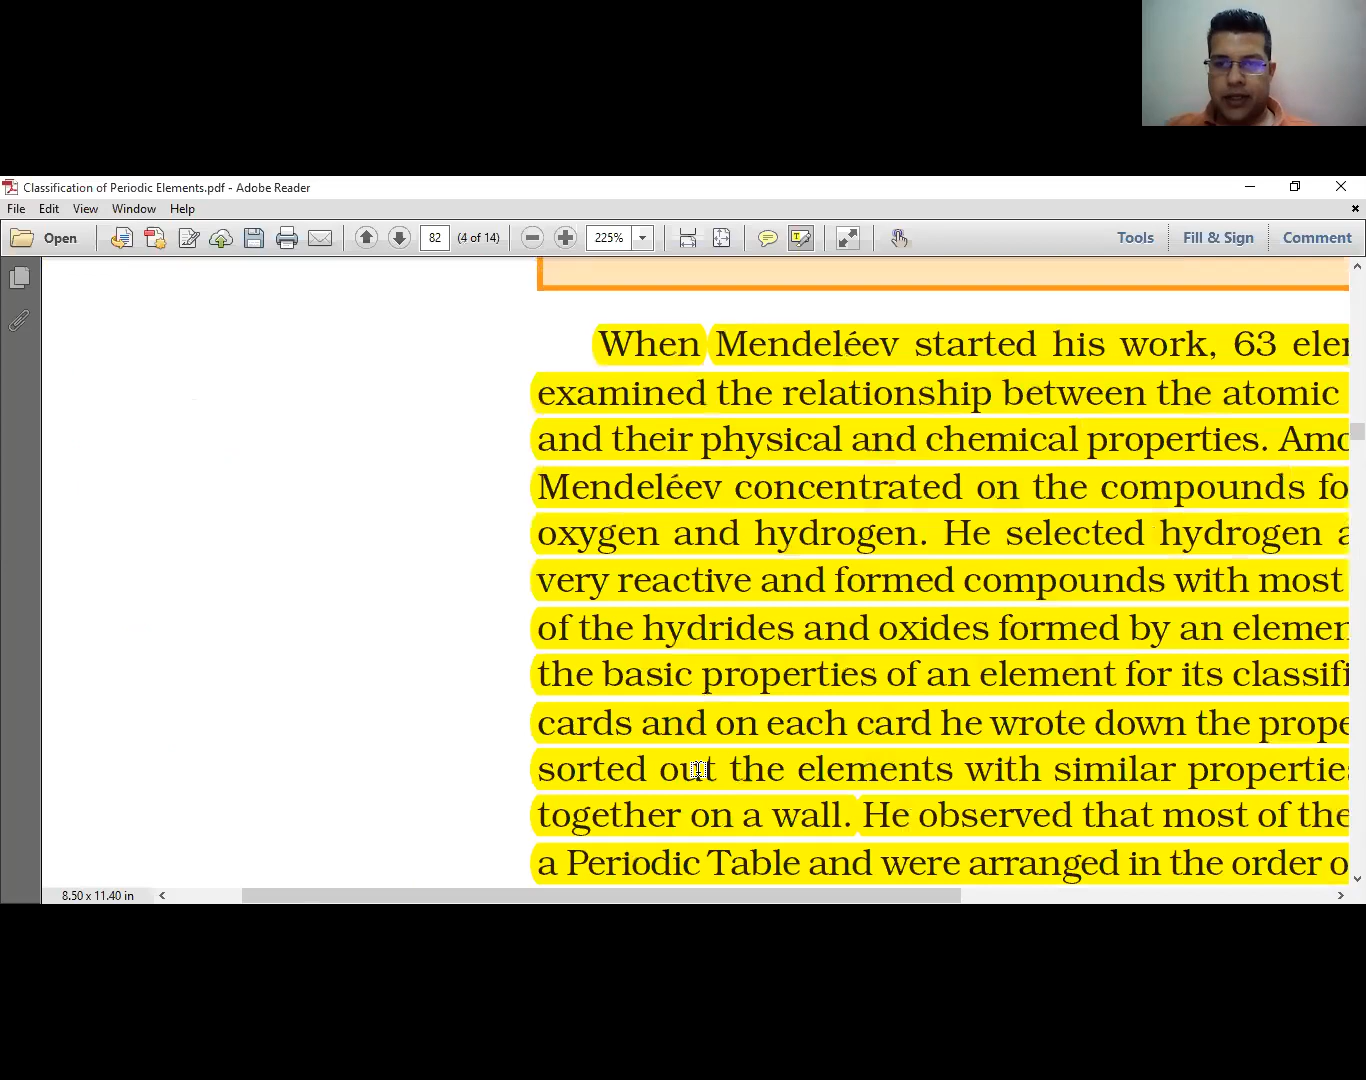 Classification of Periodic Elements.pdf - Adobe Reader
File Edit View Window Help
Open 82 (4 of 14) 225% Tools Fill & Sign Comment
When Mendeléev started his work, 63 elem
examined the relationship between the atomic
and their physical and chemical properties. Amo
Mendeléev concentrated on the compounds fo
oxygen and hydrogen. He selected hydrogen a
very reactive and formed compounds with most
of the hydrides and oxides formed by an elemen
the basic properties of an element for its classifi
cards and on each card he wrote down the prope
sorted out the elements with similar properties
together on a wall. He observed that most of the
a Periodic Table and were arranged in the order o
8.50 x 11.40 in